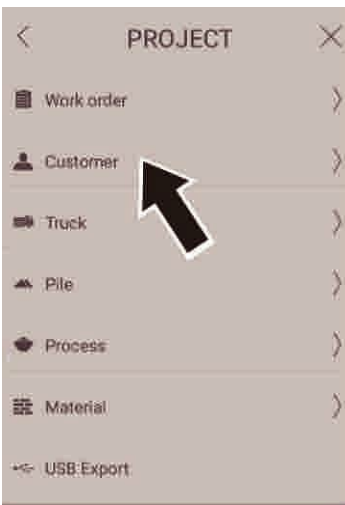 PROJECT
Work order
Customer
Truck
Pile
Process
Material
USB Export